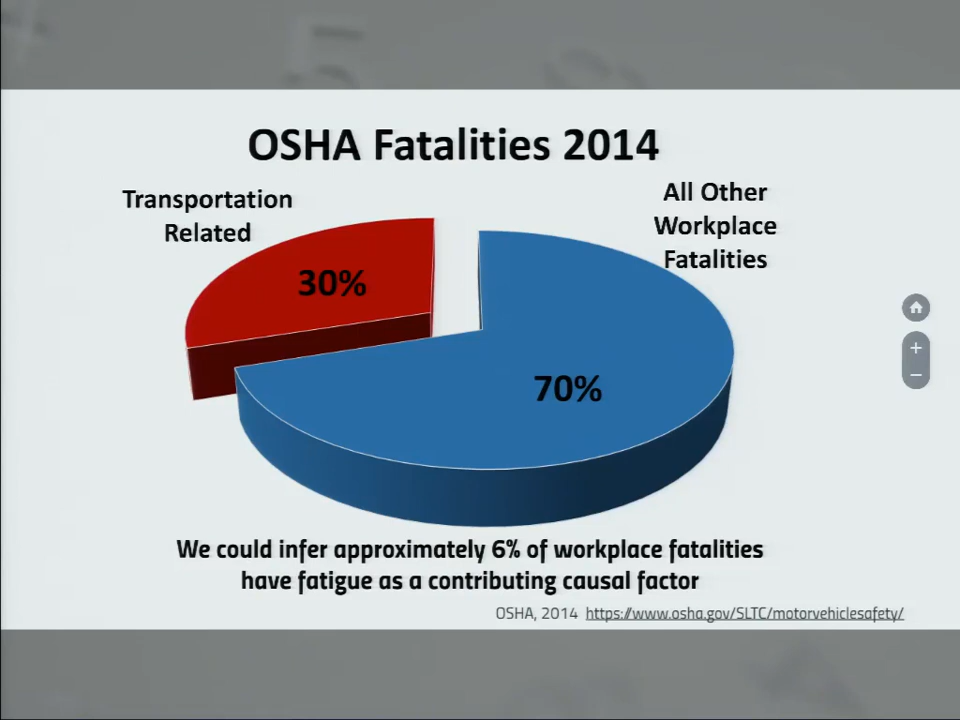 OSHA Fatalities 2014
Transportation
Related
All Other
Workplace
Fatalities
30%
70%
We could infer approximately 6% of workplace fatalities
have fatigue as a contributing causal factor
OSHA, 2014 https://www.osha.gov/SLTC/motorvehiclesafety/